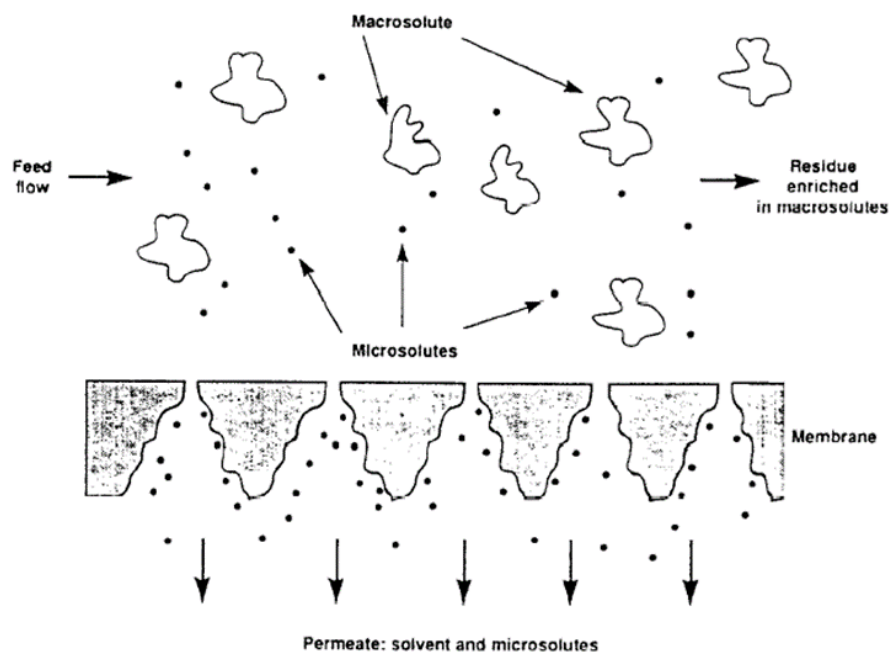 Macrosolute
Feed
flow
Residue
enriched
in macrosolutes
Microsolutes
Membrane
Permeate: solvent and microsolutes